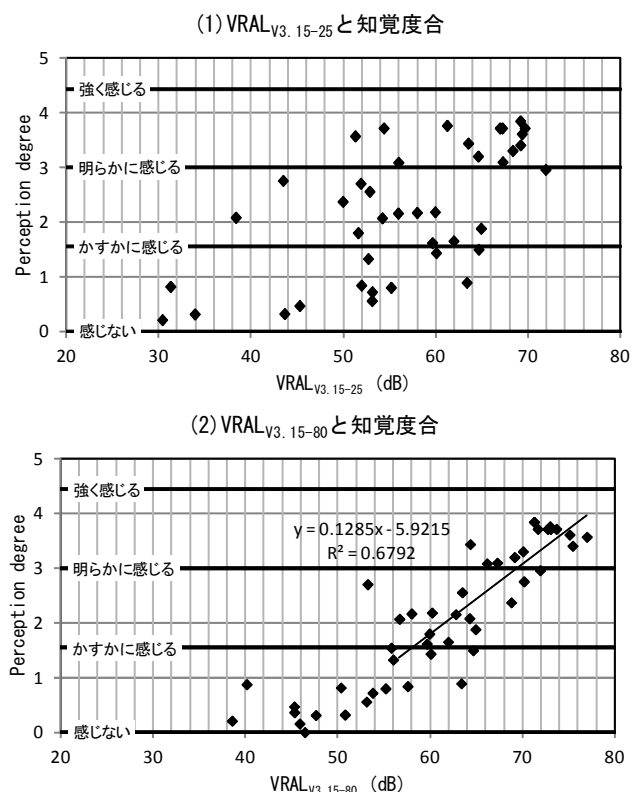 (1)VRALV3.15-25と知覚度合
5
4
3
2
1
0
Perception degree
強く感じる
明らかに感じる
かすかに感じる
感じない
20 30 40 50 60 70 80
VRALV3.15-25 (dB)
(2)VRALV3.15-80と知覚度合
5
4
3
2
1
0
Perception degree
強く感じる
y = 0.1285x - 5.9215
R² = 0.6792
明らかに感じる
かすかに感じる
感じない
20 30 40 50 60 70 80
VRALV3.15-80 (dB)